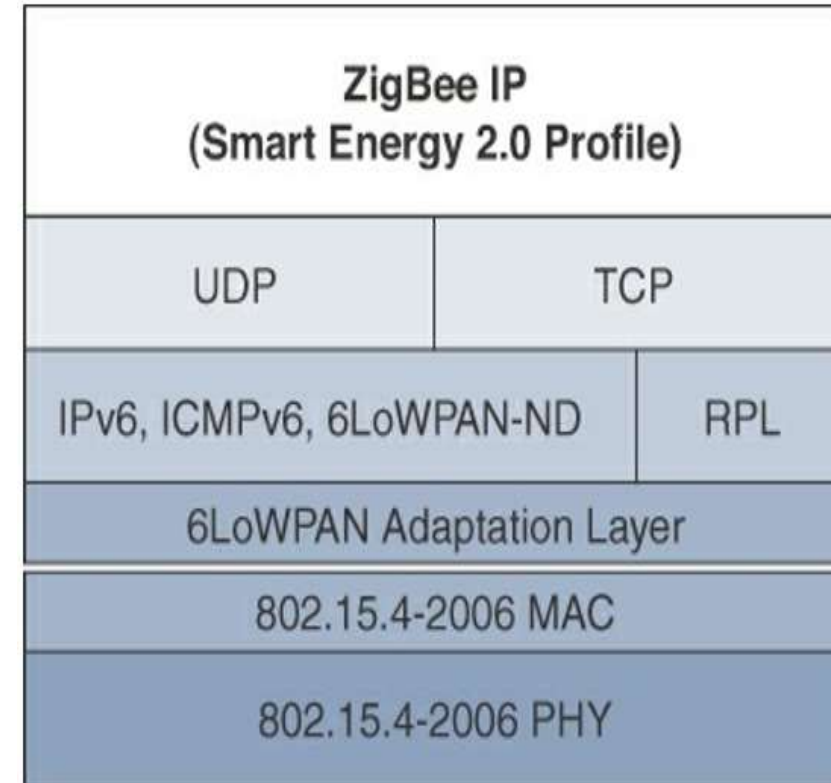 ZigBee IP
(Smart Energy 2.0 Profile)
UDP
TCP
IPv6, ICMPv6, 6LoWPAN-ND
RPL
6LoWPAN Adaptation Layer
802.15.4-2006 MAC
802.15.4-2006 PHY